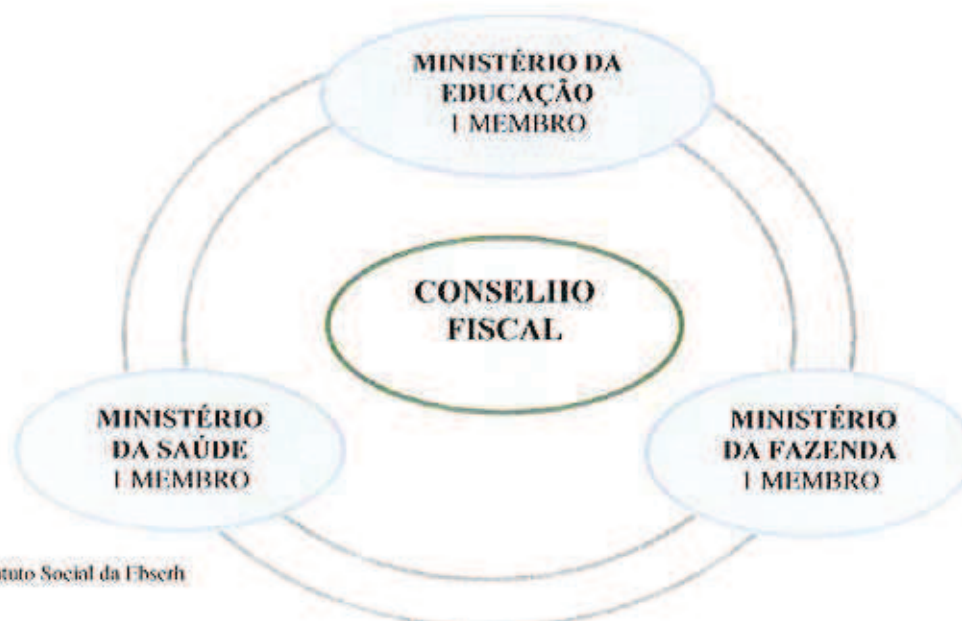 MINISTÉRIO DA
EDUCAÇÃO
1 MEMBRO
CONSELHO
FISCAL
MINISTÉRIO
DA SAÚDE
1 MEMBRO
MINISTÉRIO
DA FAZENDA
1 MEMBRO
Social da Ebserh